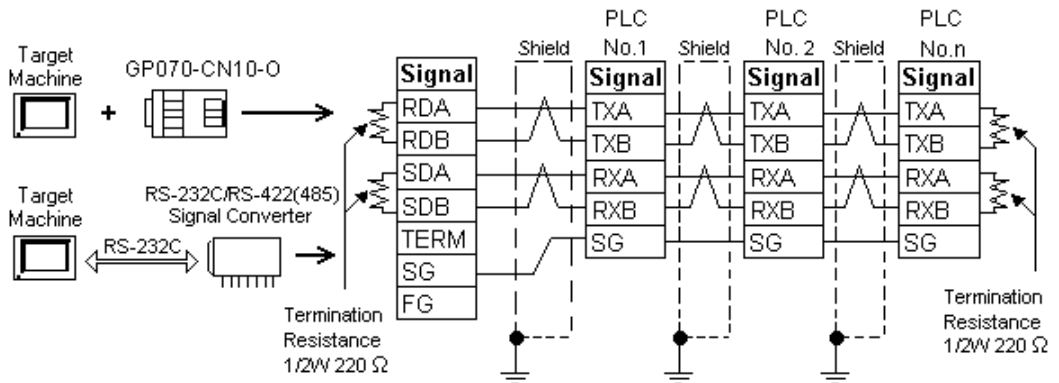 Target
Machine
+
GP070-CN10-O
Target
Machine
RS-232C
RS-232C/RS-422(485)
Signal Converter
Signal
RDA
RDB
SDA
SDB
TERM
SG
FG
Termination
Resistance
1/2W 220 Ω
Shield
PLC
No.1
Signal
TXA
TXB
RXA
RXB
SG
Shield
PLC
No. 2
Signal
TXA
TXB
RXA
RXB
SG
Shield
PLC
No.n
Signal
TXA
TXB
RXA
RXB
SG
Termination
Resistance
1/2W 220 Ω